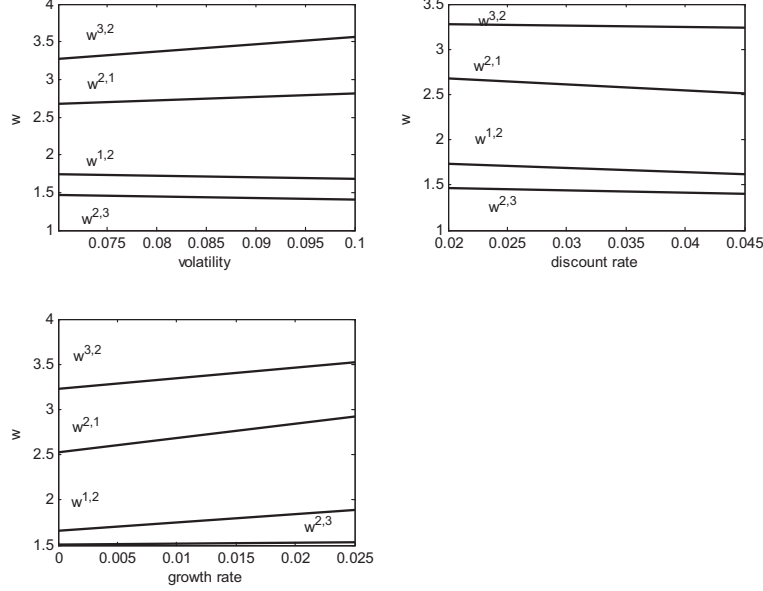 4
3.5
3
2.5
2
1.5
1
w
w^3,2
w^2,1
w^1,2
w^2,3
0.075 0.08 0.085 0.09 0.095 0.1
volatility
3.5
3
2.5
2
1.5
1
w
w^3,2
w^2,1
w^1,2
w^2,3
0.02 0.025 0.03 0.035 0.04 0.045
discount rate
4
3.5
3
2.5
2
1.5
w
w^3,2
w^2,1
w^1,2
w^2,3
0 0.005 0.01 0.015 0.02 0.025
growth rate